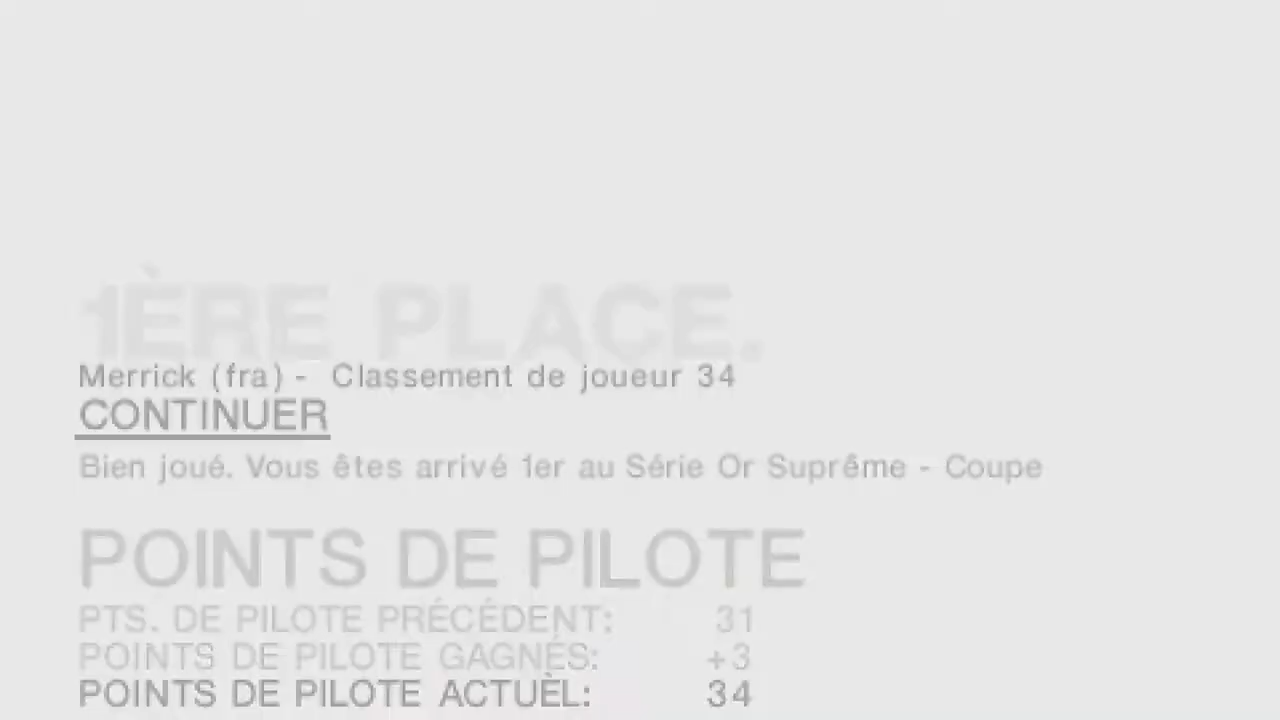 1ÈRE PLACE.
Merrick (fra) - Classement de joueur 34
CONTINUER
Bien joué. Vous êtes arrivé 1er au Série Or Suprême - Coupe
POINTS DE PILOTE
PTS. DE PILOTE PRÉCÉDENT: 31
POINTS DE PILOTE GAGNÉS: +3
POINTS DE PILOTE ACTUÈL: 34